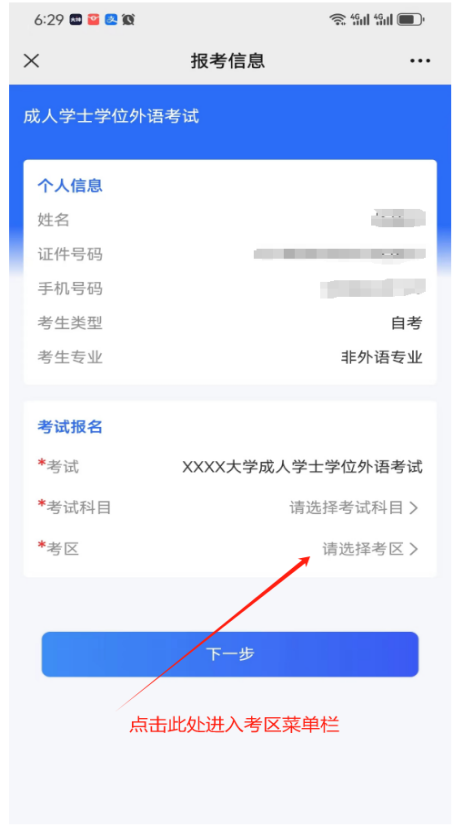 6:29
报考信息
成人学士学位外语考试
个人信息
姓名
证件号码
手机号码
考生类型 自考
考生专业 非外语专业
考试报名
*考试 XXXX大学成人学士学位外语考试
*考试科目 请选择考试科目 >
*考区 请选择考区 >
下一步
点击此处进入考区菜单栏